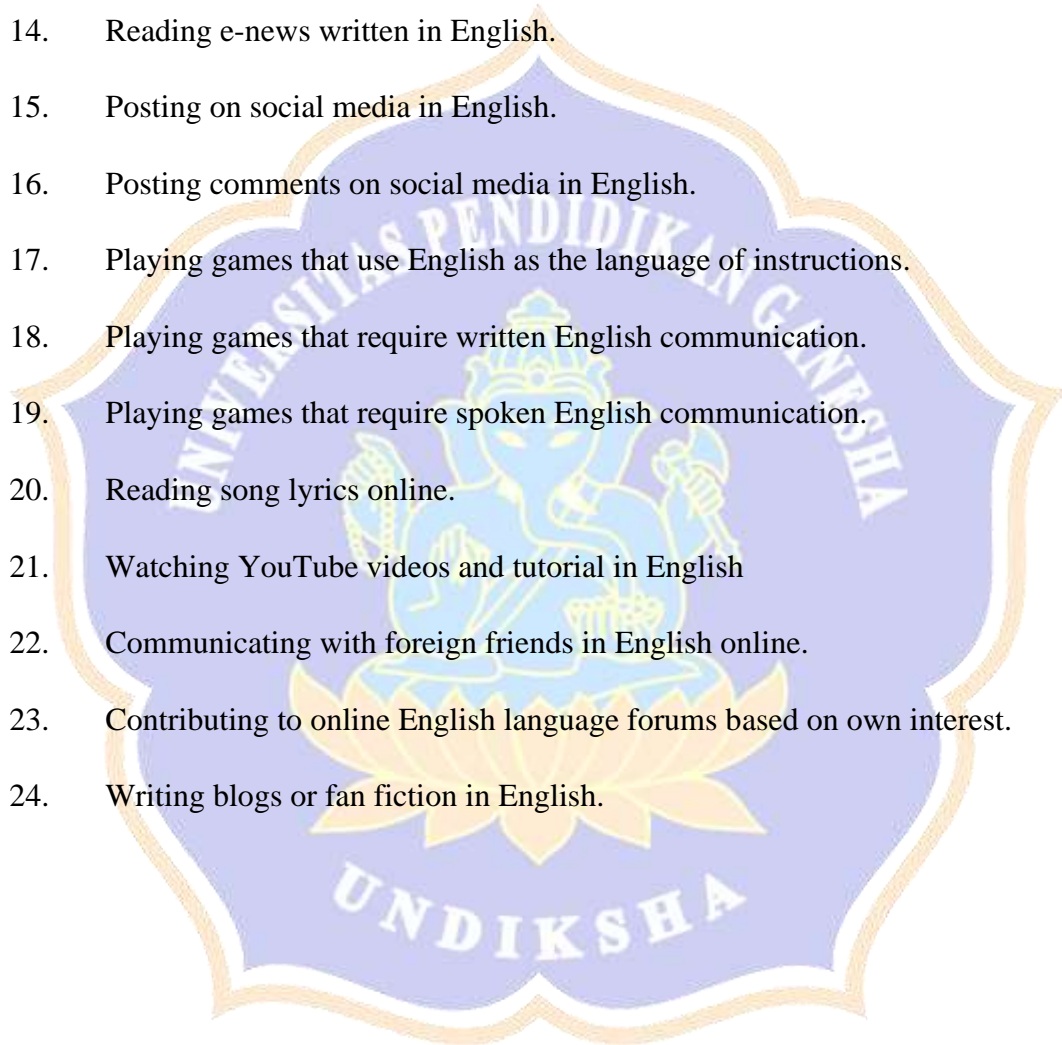 14. Reading e-news written in English.
15. Posting on social media in English.
16. Posting comments on social media in English.
UNIVERSITAS PENDIDIKAN GANESHA
17. Playing games that use English as the language of instructions.
18. Playing games that require written English communication.
19. Playing games that require spoken English communication.
20. Reading song lyrics online.
21. Watching YouTube videos and tutorial in English
22. Communicating with foreign friends in English online.
23. Contributing to online English language forums based on own interest.
24. Writing blogs or fan fiction in English.
UNDIKSHA